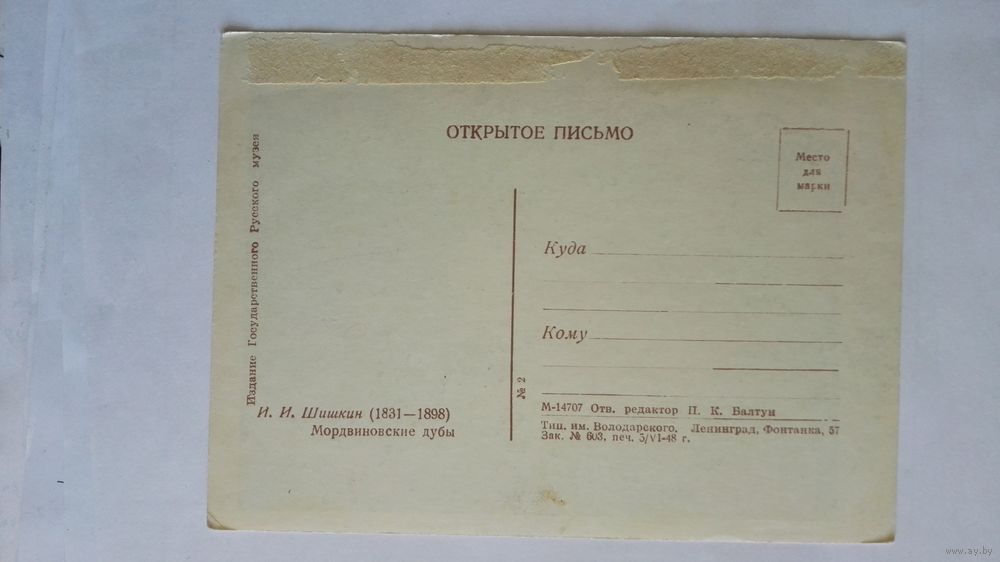 ОТКРЫТОЕ ПИСЬМО
Место
для
марки
Издание Государственного Русского музея
Куда
Кому
И. И. Шишкин (1831—1898)
Мордвиновские дубы
№ 2
М-14707 Отв. редактор П. К. Балтун
Тип. им. Володарского. Ленинград, Фонтанка, 57
Зак. № 603, печ. 5/VI-48 г.
www.ay.by